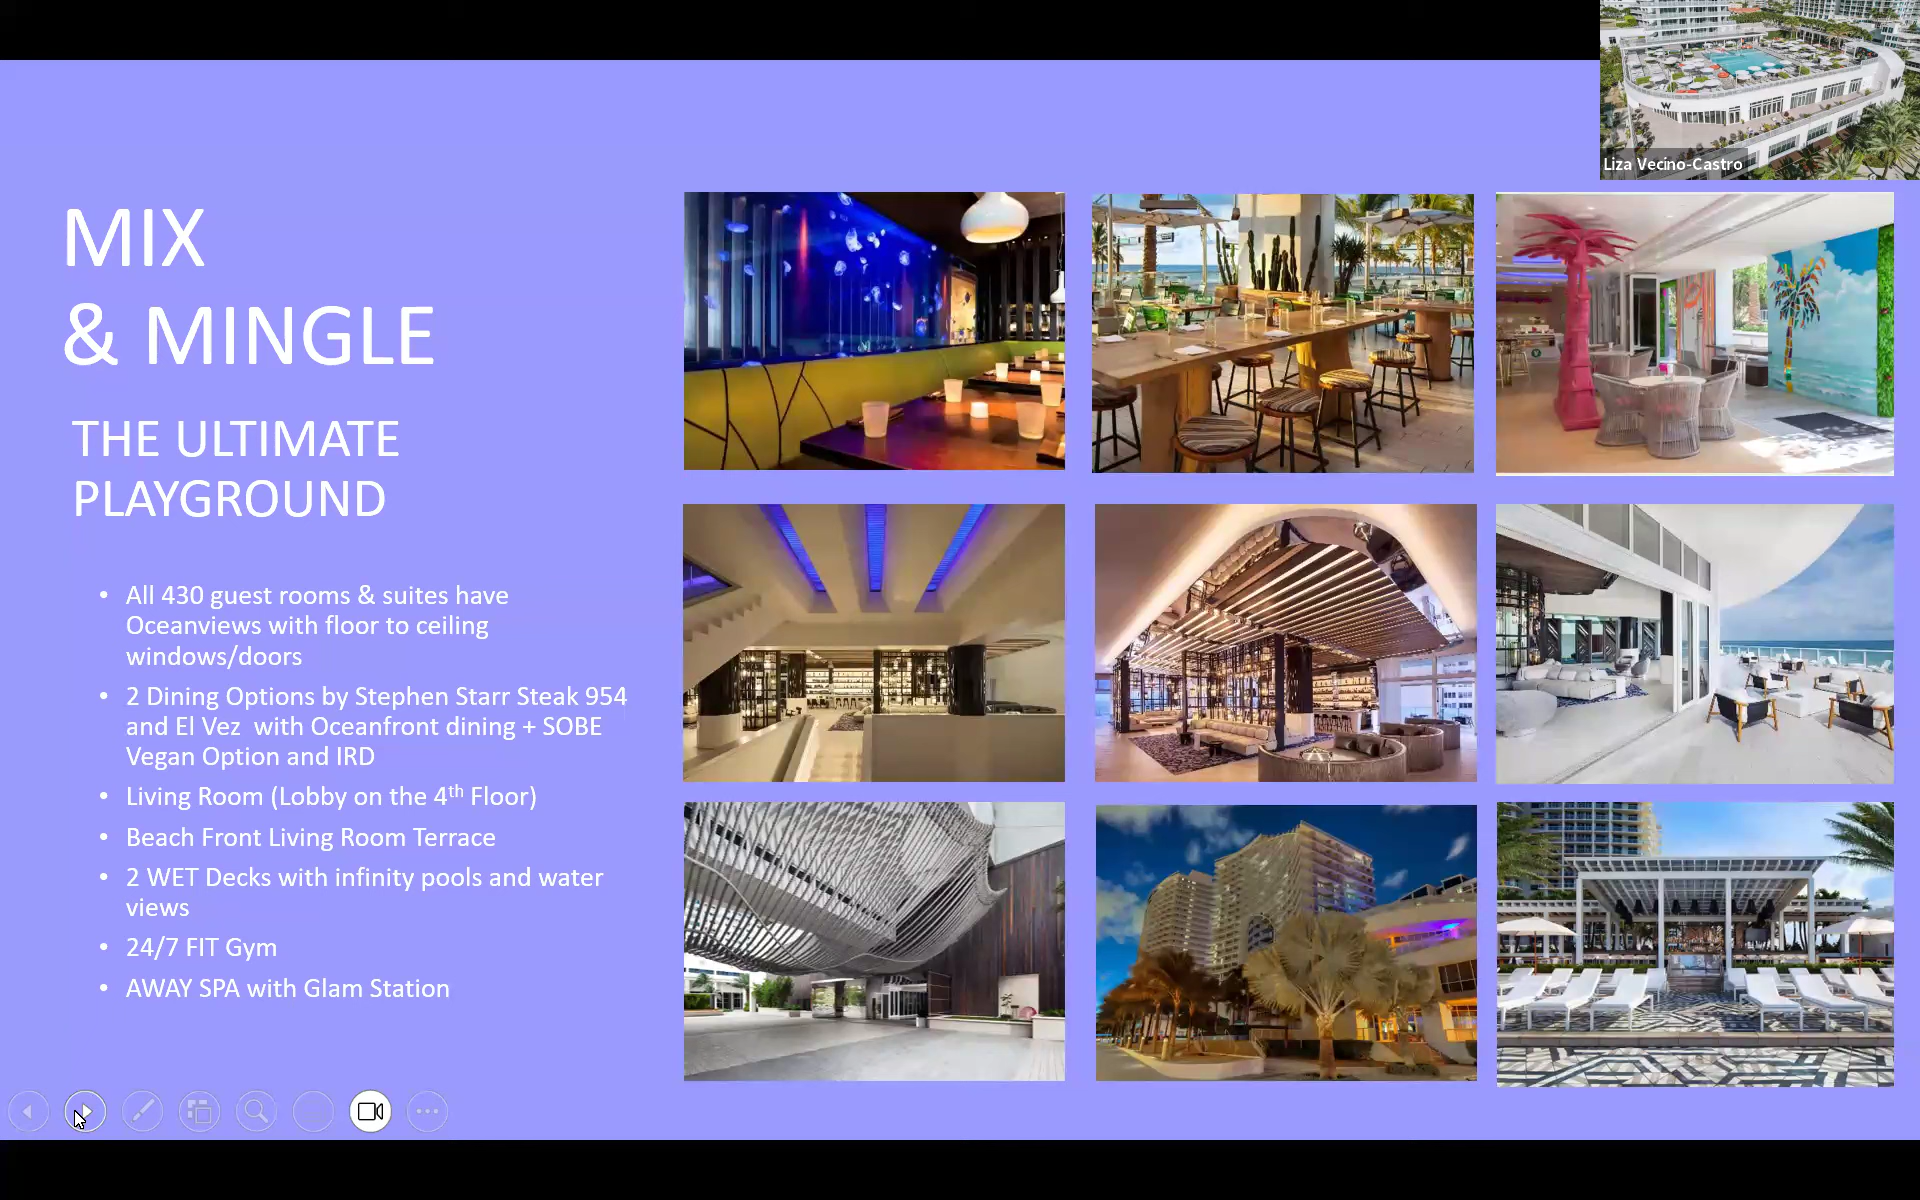 Liza Vecino-Castro
MIX
& MINGLE
THE ULTIMATE
PLAYGROUND
• All 430 guest rooms & suites have
Oceanviews with floor to ceiling
windows/doors
• 2 Dining Options by Stephen Starr Steak 954
and El Vez  with Oceanfront dining + SOBE
Vegan Option and IRD
• Living Room (Lobby on the 4th Floor)
• Beach Front Living Room Terrace
• 2 WET Decks with infinity pools and water
views
• 24/7 FIT Gym
• AWAY SPA with Glam Station
W
W